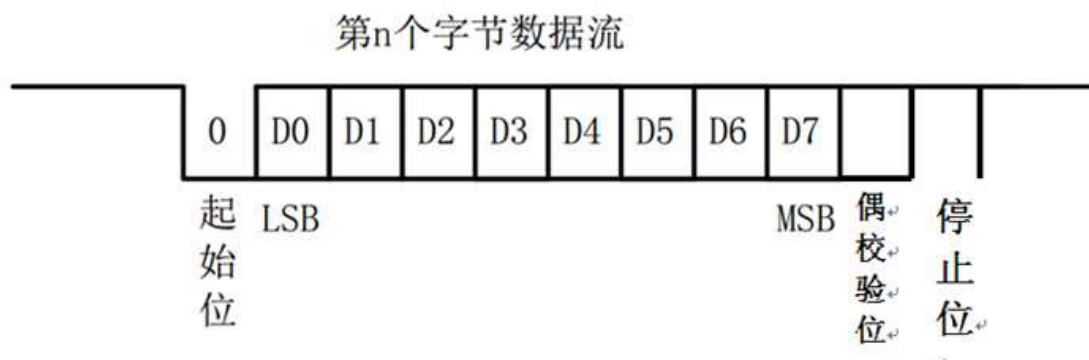 第n个字节数据流
0 D0 D1 D2 D3 D4 D5 D6 D7
LSB MSB
起始位
偶校验位
停止位